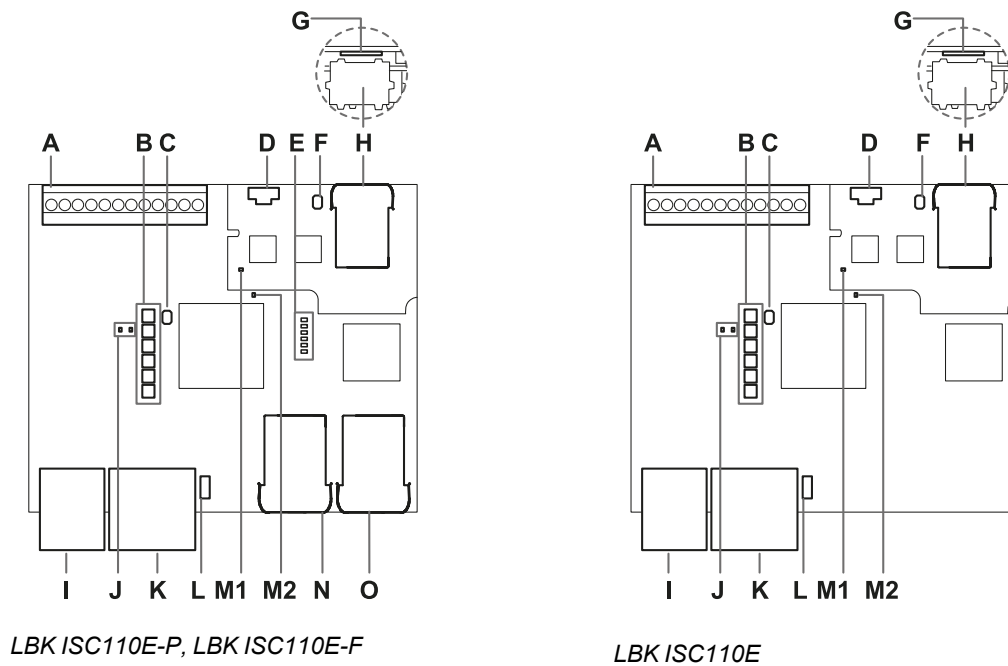 G
G
A B C D E F H
A B C D F H
I J K L M1 M2 N O
I J K L M1 M2
LBK ISC110E-P, LBK ISC110E-F
LBK ISC110E